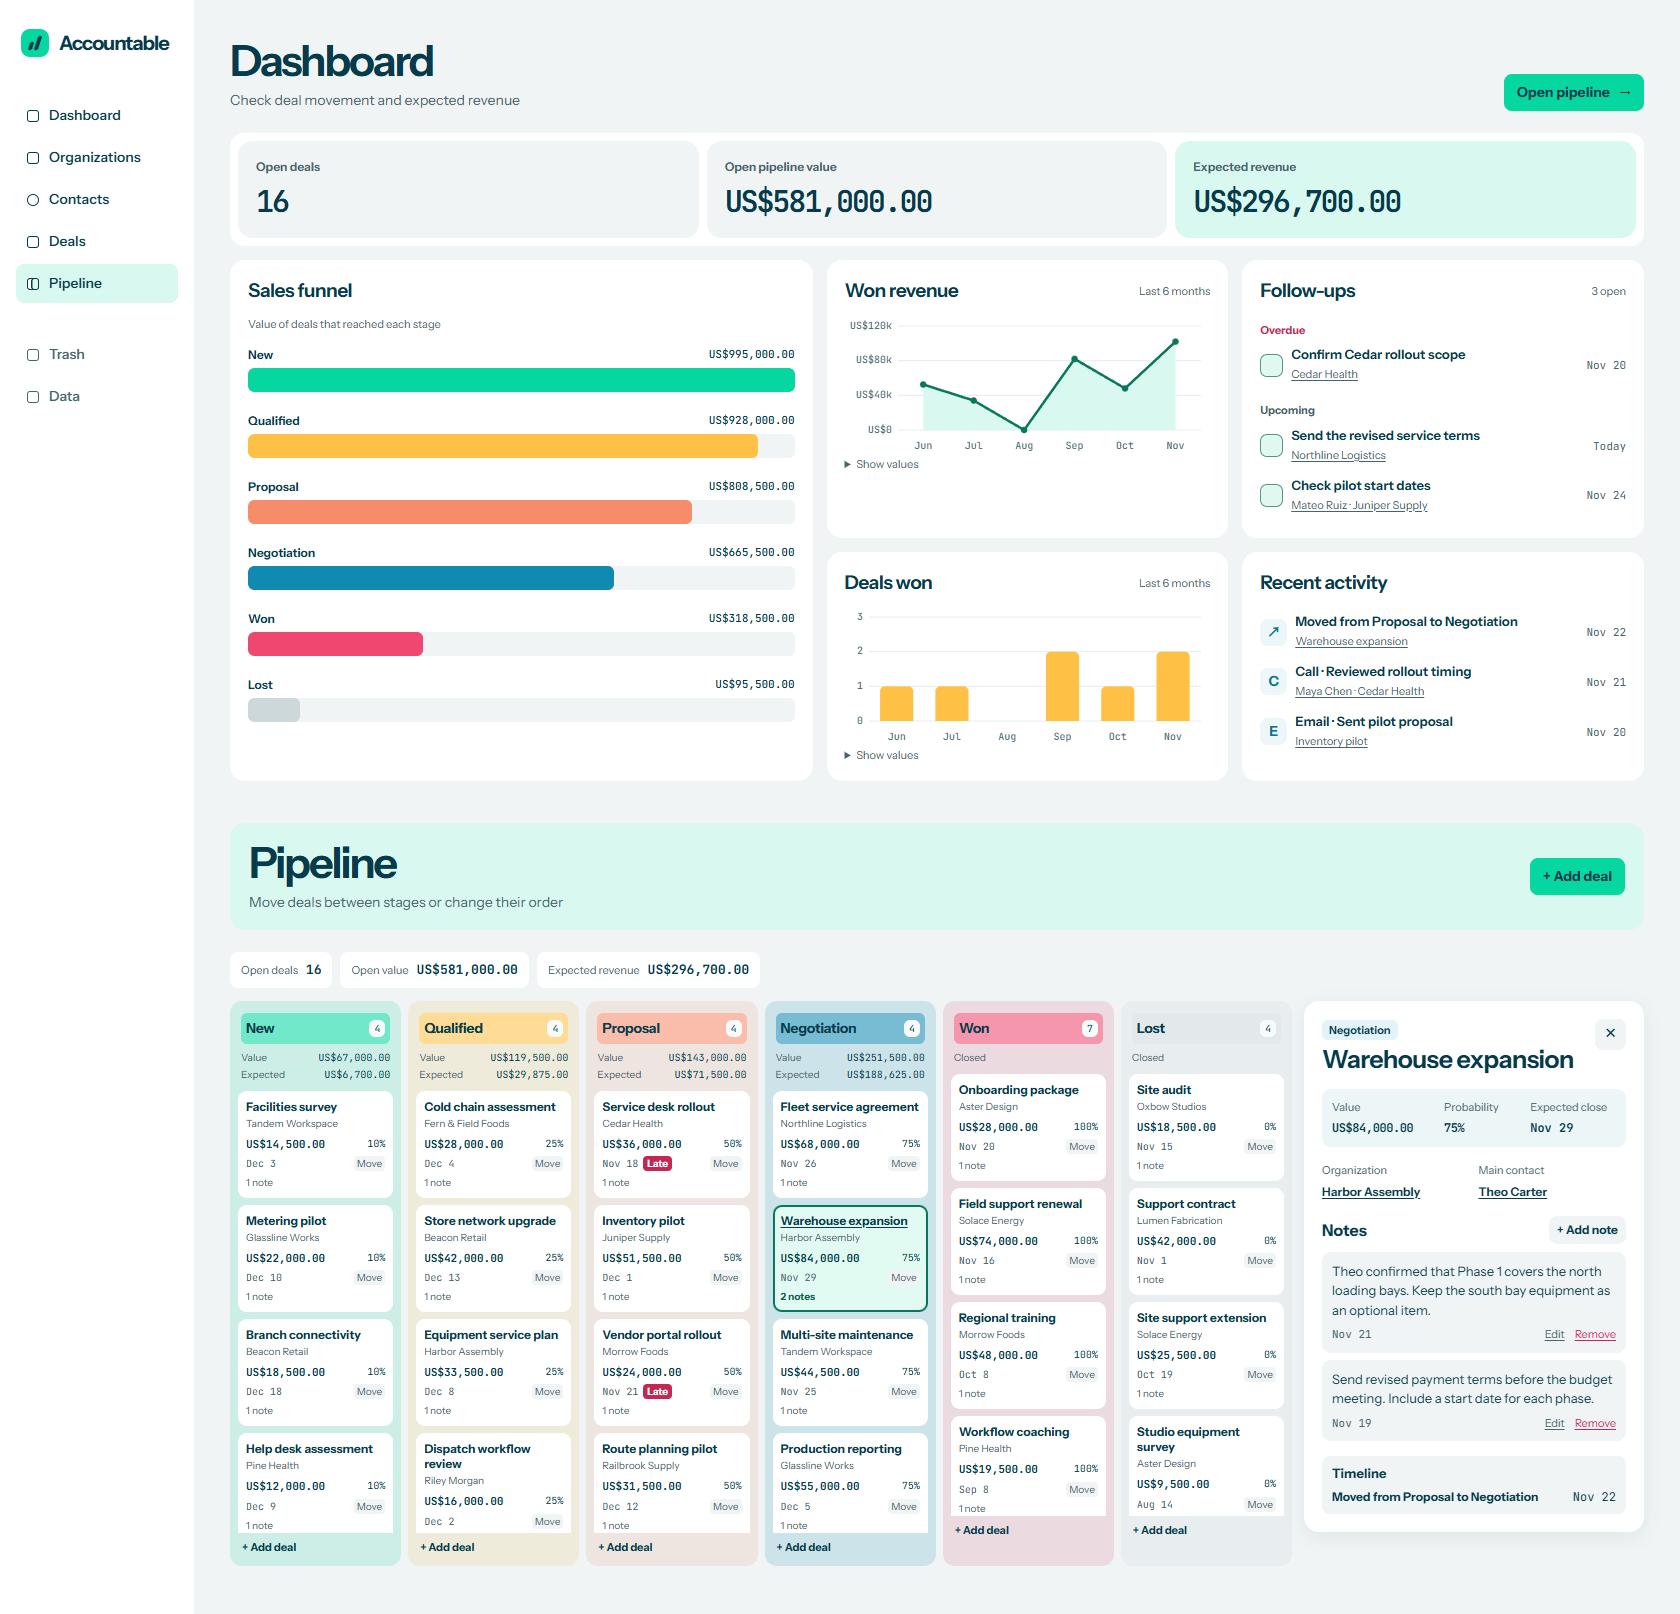 Accountable
Dashboard
Organizations
Contacts
Deals
Pipeline
Trash
Data
Dashboard
Check deal movement and expected revenue
Open pipeline →
Open deals
16
Open pipeline value
US$581,000.00
Expected revenue
US$296,700.00
Sales funnel
Value of deals that reached each stage
New US$995,000.00
Qualified US$928,000.00
Proposal US$808,500.00
Negotiation US$665,500.00
Won US$318,500.00
Lost US$95,500.00
Won revenue Last 6 months
US$120k
US$80k
US$40k
US$0
Jun Jul Aug Sep Oct Nov
▶ Show values
Follow-ups 3 open
Overdue
Confirm Cedar rollout scope
Cedar Health
Nov 20
Upcoming
Send the revised service terms
Northline Logistics
Today
Check pilot start dates
Mateo Ruiz · Juniper Supply
Nov 24
Deals won Last 6 months
3
2
1
0
Jun Jul Aug Sep Oct Nov
▶ Show values
Recent activity
↗ Moved from Proposal to Negotiation
Warehouse expansion
Nov 22
C Call · Reviewed rollout timing
Maya Chen · Cedar Health
Nov 21
E Email · Sent pilot proposal
Inventory pilot
Nov 20
Pipeline
Move deals between stages or change their order
+ Add deal
Open deals 16
Open value US$581,000.00
Expected revenue US$296,700.00
New 4
Value US$67,000.00
Expected US$6,700.00
Facilities survey
Tandem Workspace
US$14,500.00 10%
Dec 3 Move
1 note
Metering pilot
Glassline Works
US$22,000.00 10%
Dec 10 Move
1 note
Branch connectivity
Beacon Retail
US$18,500.00 10%
Dec 18 Move
1 note
Help desk assessment
Pine Health
US$12,000.00 10%
Dec 9 Move
1 note
+ Add deal
Qualified 4
Value US$119,500.00
Expected US$29,875.00
Cold chain assessment
Fern & Field Foods
US$28,000.00 25%
Dec 4 Move
1 note
Store network upgrade
Beacon Retail
US$42,000.00 25%
Dec 13 Move
1 note
Equipment service plan
Harbor Assembly
US$33,500.00 25%
Dec 8 Move
1 note
Dispatch workflow
review
Riley Morgan
US$16,000.00 25%
Dec 2 Move
+ Add deal
Proposal 4
Value US$143,000.00
Expected US$71,500.00
Service desk rollout
Cedar Health
US$36,000.00 50%
Nov 18 Late Move
1 note
Inventory pilot
Juniper Supply
US$51,500.00 50%
Dec 1 Move
1 note
Vendor portal rollout
Morrow Foods
US$24,000.00 50%
Nov 21 Late Move
1 note
Route planning pilot
Railbrook Supply
US$31,500.00 50%
Dec 12 Move
1 note
+ Add deal
Negotiation 4
Value US$251,500.00
Expected US$188,625.00
Fleet service agreement
Northline Logistics
US$68,000.00 75%
Nov 26 Move
1 note
Warehouse expansion
Harbor Assembly
US$84,000.00 75%
Nov 29 Move
2 notes
Multi-site maintenance
Tandem Workspace
US$44,500.00 75%
Nov 25 Move
1 note
Production reporting
Glassline Works
US$55,000.00 75%
Dec 5 Move
1 note
+ Add deal
Won 7
Closed
Onboarding package
Aster Design
US$28,000.00 100%
Nov 20 Move
1 note
Field support renewal
Solace Energy
US$74,000.00 100%
Nov 16 Move
1 note
Regional training
Morrow Foods
US$48,000.00 100%
Oct 8 Move
1 note
Workflow coaching
Pine Health
US$19,500.00 100%
Sep 8 Move
1 note
+ Add deal
Lost 4
Closed
Site audit
Oxbow Studios
US$18,500.00 0%
Nov 15 Move
1 note
Support contract
Lumen Fabrication
US$42,000.00 0%
Nov 1 Move
1 note
Site support extension
Solace Energy
US$25,500.00 0%
Oct 19 Move
1 note
Studio equipment
survey
Aster Design
US$9,500.00 0%
Aug 14 Move
+ Add deal
Negotiation ✕
Warehouse expansion
Value Probability Expected close
US$84,000.00 75% Nov 29
Organization Main contact
Harbor Assembly Theo Carter
Notes + Add note
Theo confirmed that Phase 1 covers the north
loading bays. Keep the south bay equipment as
an optional item.
Nov 21 Edit Remove
Send revised payment terms before the budget
meeting. Include a start date for each phase.
Nov 19 Edit Remove
Timeline
Moved from Proposal to Negotiation Nov 22